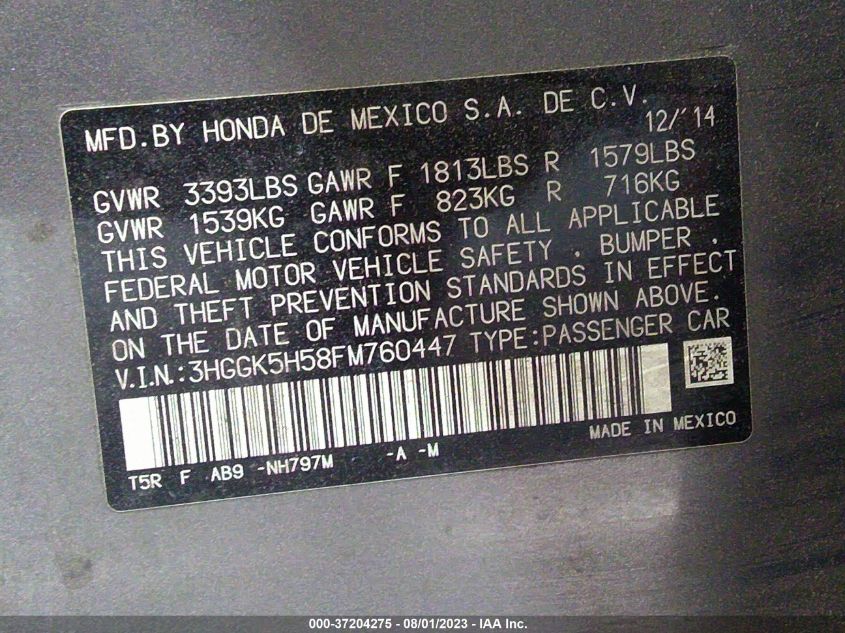 MFD.BY HONDA DE MEXICO S.A. DE C.V.
12/'14
GVWR 3393LBS GAWR F 1813LBS R 1579LBS
GVWR 1539KG GAWR F 823KG R 716KG
THIS VEHICLE CONFORMS TO ALL APPLICABLE
FEDERAL MOTOR VEHICLE SAFETY , BUMPER ,
AND THEFT PREVENTION STANDARDS IN EFFECT
ON THE DATE OF MANUFACTURE SHOWN ABOVE.
V.I.N.:3HGGK5H58FM760447 TYPE:PASSENGER CAR
MADE IN MEXICO
T5R F AB9 -NH797M -A -M
000-37204275 - 08/01/2023 - IAA Inc.